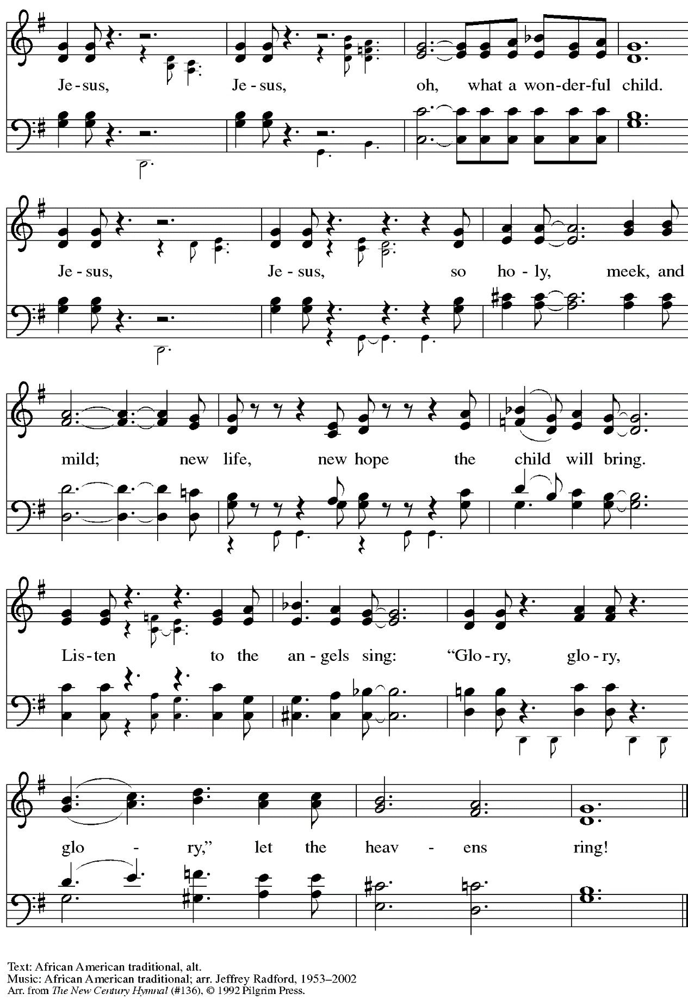 Je - sus, Je - sus, oh, what a won - der - ful child.
Je - sus, Je - sus, so ho - ly, meek, and
mild; new life, new hope the child will bring.
Lis - ten to the an - gels sing: “Glo - ry, glo - ry,
glo - ry,” let the heav - ens ring!
Text: African American traditional, alt.
Music: African American traditional; arr. Jeffrey Radford, 1953–2002
Arr. from The New Century Hymnal (#136), © 1992 Pilgrim Press.